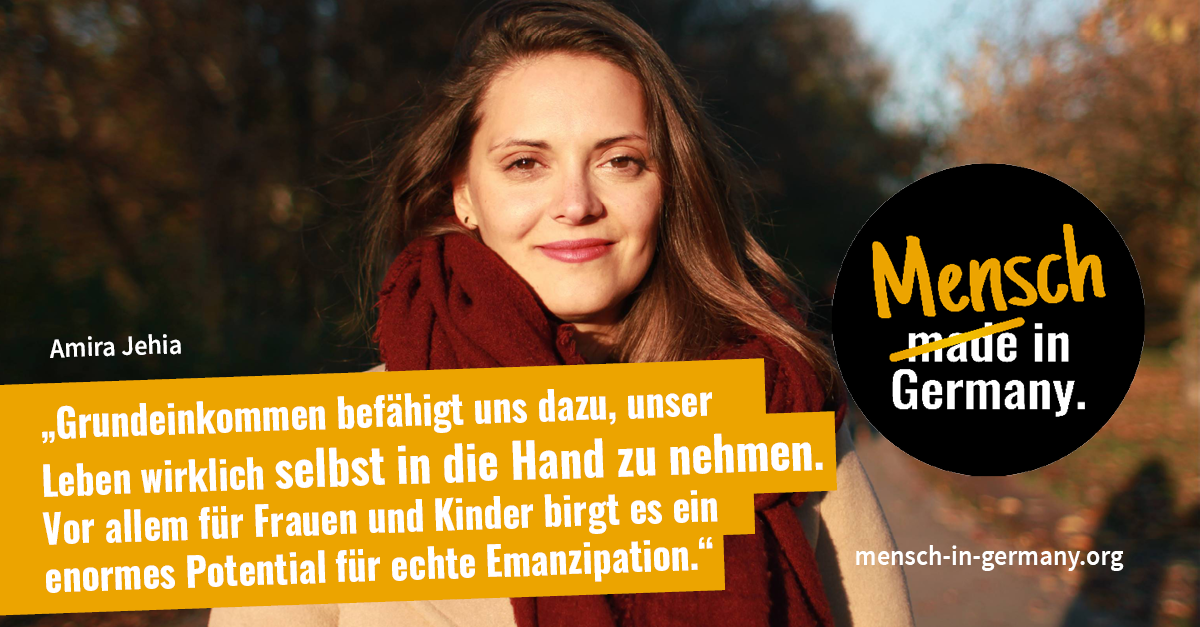 Amira Jehia
„Grundeinkommen befähigt uns dazu, unser
Leben wirklich selbst in die Hand zu nehmen.
Vor allem für Frauen und Kinder birgt es ein
enormes Potential für echte Emanzipation.“
Mensch
made in
Germany.
mensch-in-germany.org